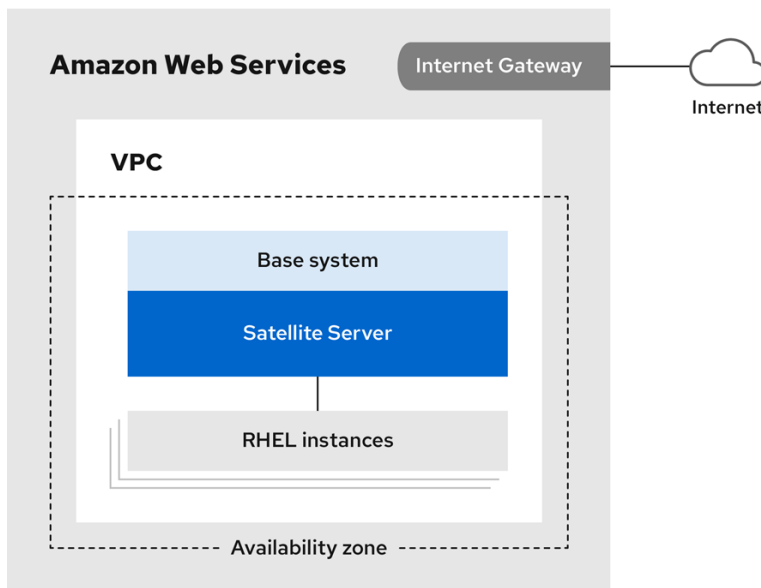 Amazon Web Services
Internet Gateway
Internet
VPC
Base system
Satellite Server
RHEL instances
Availability zone